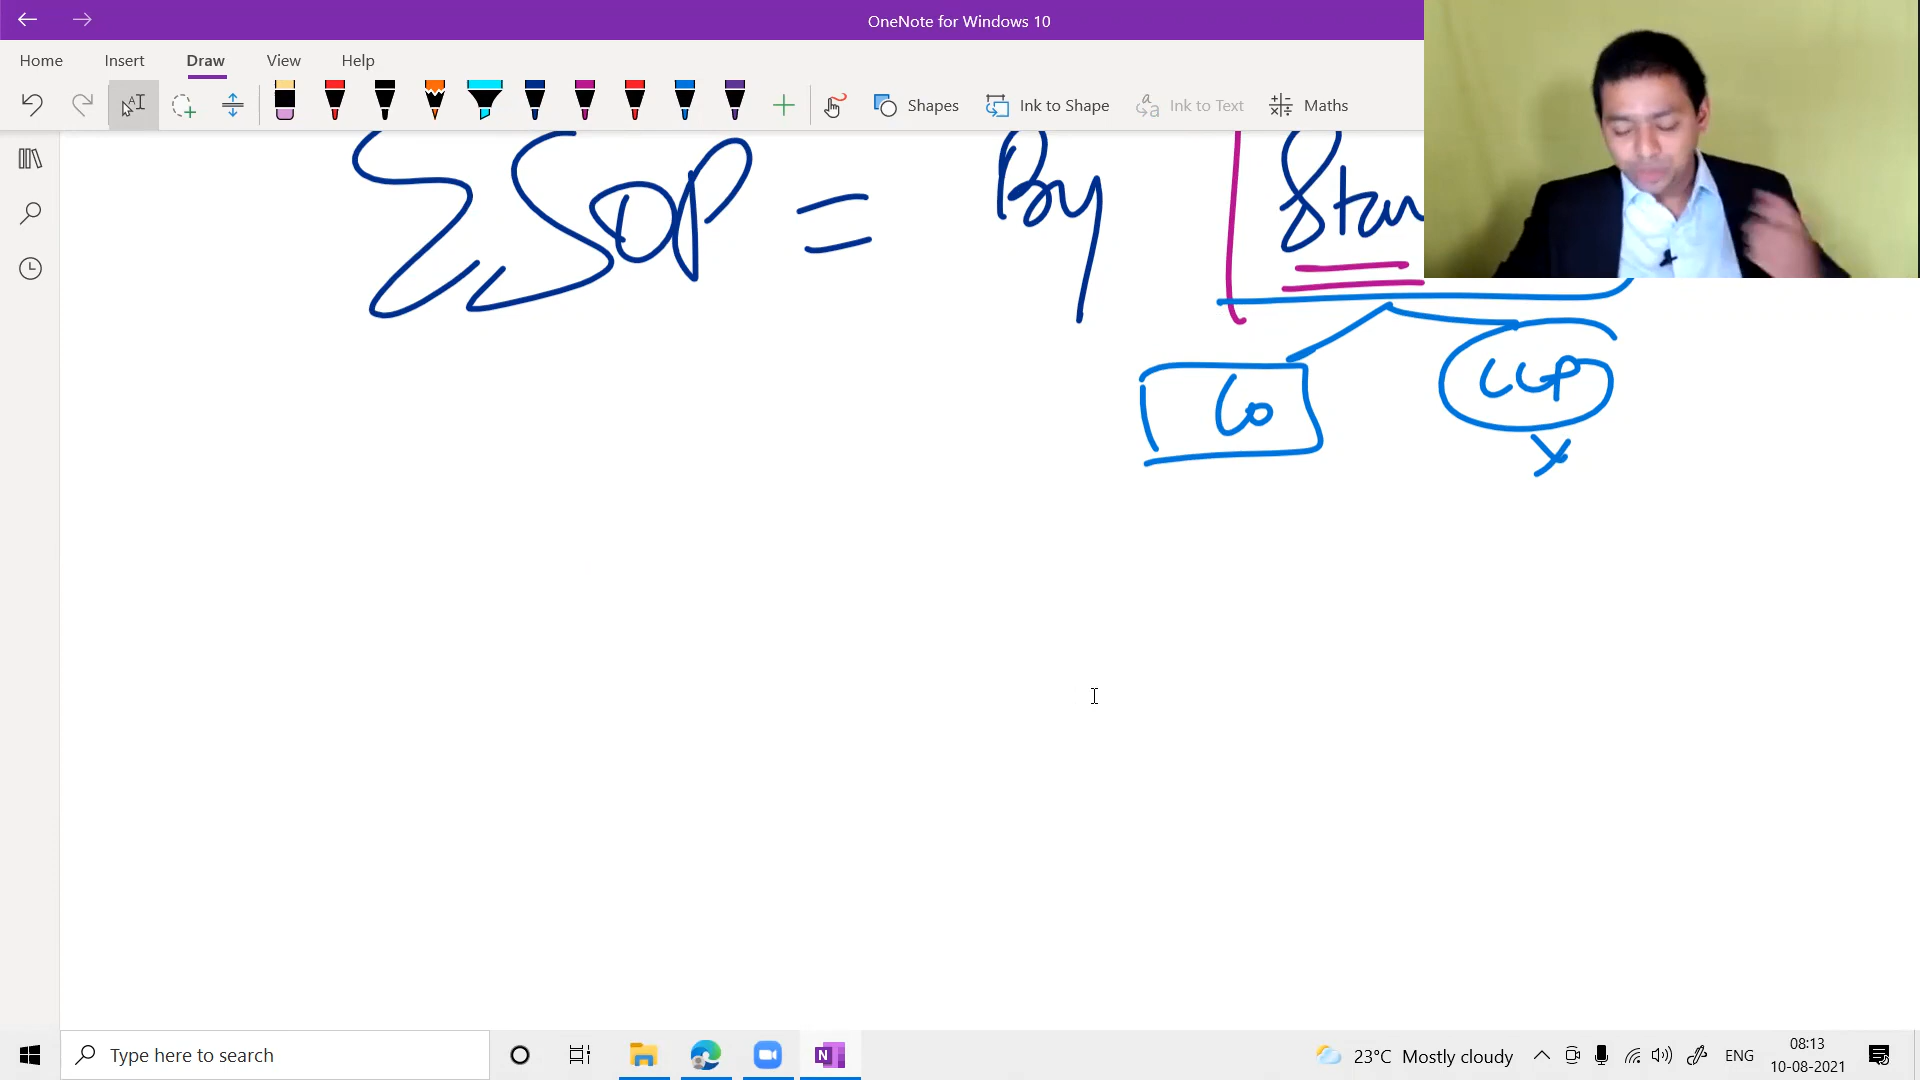 OneNote for Windows 10
Home Insert Draw View Help
Shapes Ink to Shape Ink to Text Maths
ESOP = By
Co LLP
x
Type here to search
N
23°C Mostly cloudy ENG 08:13
10-08-2021